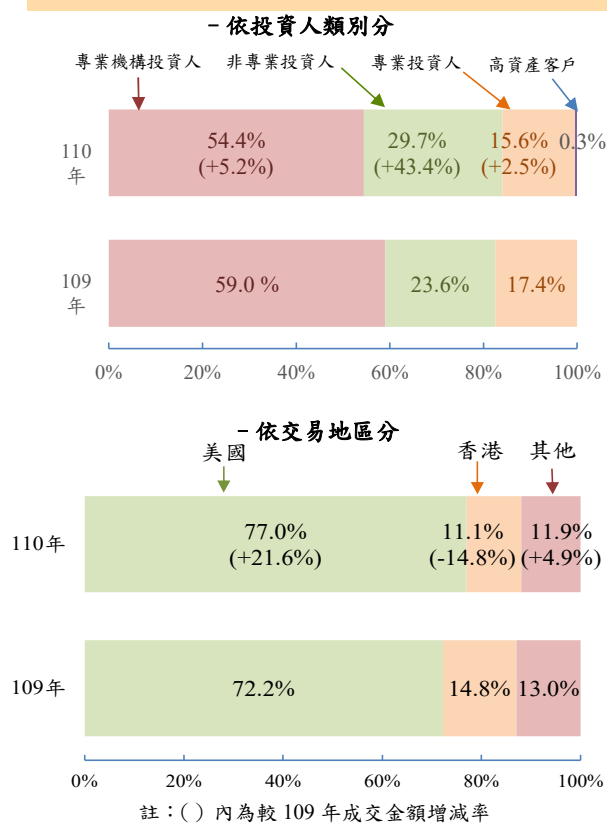 –依投資人類別分
專業機構投資人 非專業投資人 專業投資人 高資產客戶
110年
54.4% 29.7% 15.6% 0.3%
(+5.2%) (+43.4%) (+2.5%)
109年
59.0 % 23.6% 17.4%
0% 20% 40% 60% 80% 100%
–依交易地區分
美國 香港 其他
110年
77.0% 11.1% 11.9%
(+21.6%) (-14.8%) (+4.9%)
109年
72.2% 14.8% 13.0%
0% 20% 40% 60% 80% 100%
註：( ) 內為較 109 年成交金額增減率